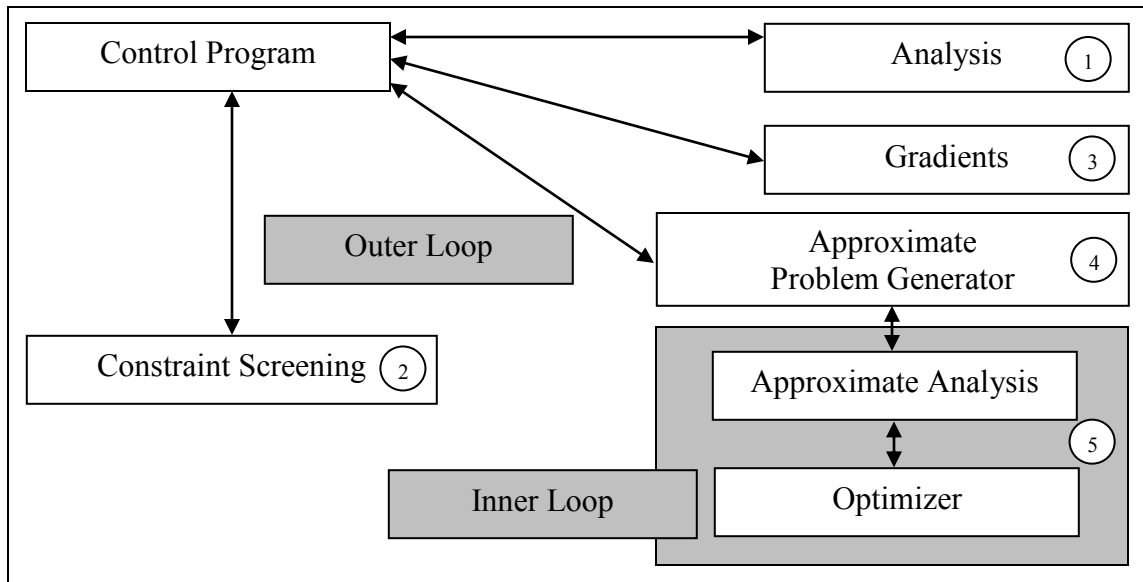 Control Program
Analysis
1
Gradients
3
Outer Loop
Approximate
Problem Generator
4
Constraint Screening
2
Approximate Analysis
5
Inner Loop
Optimizer